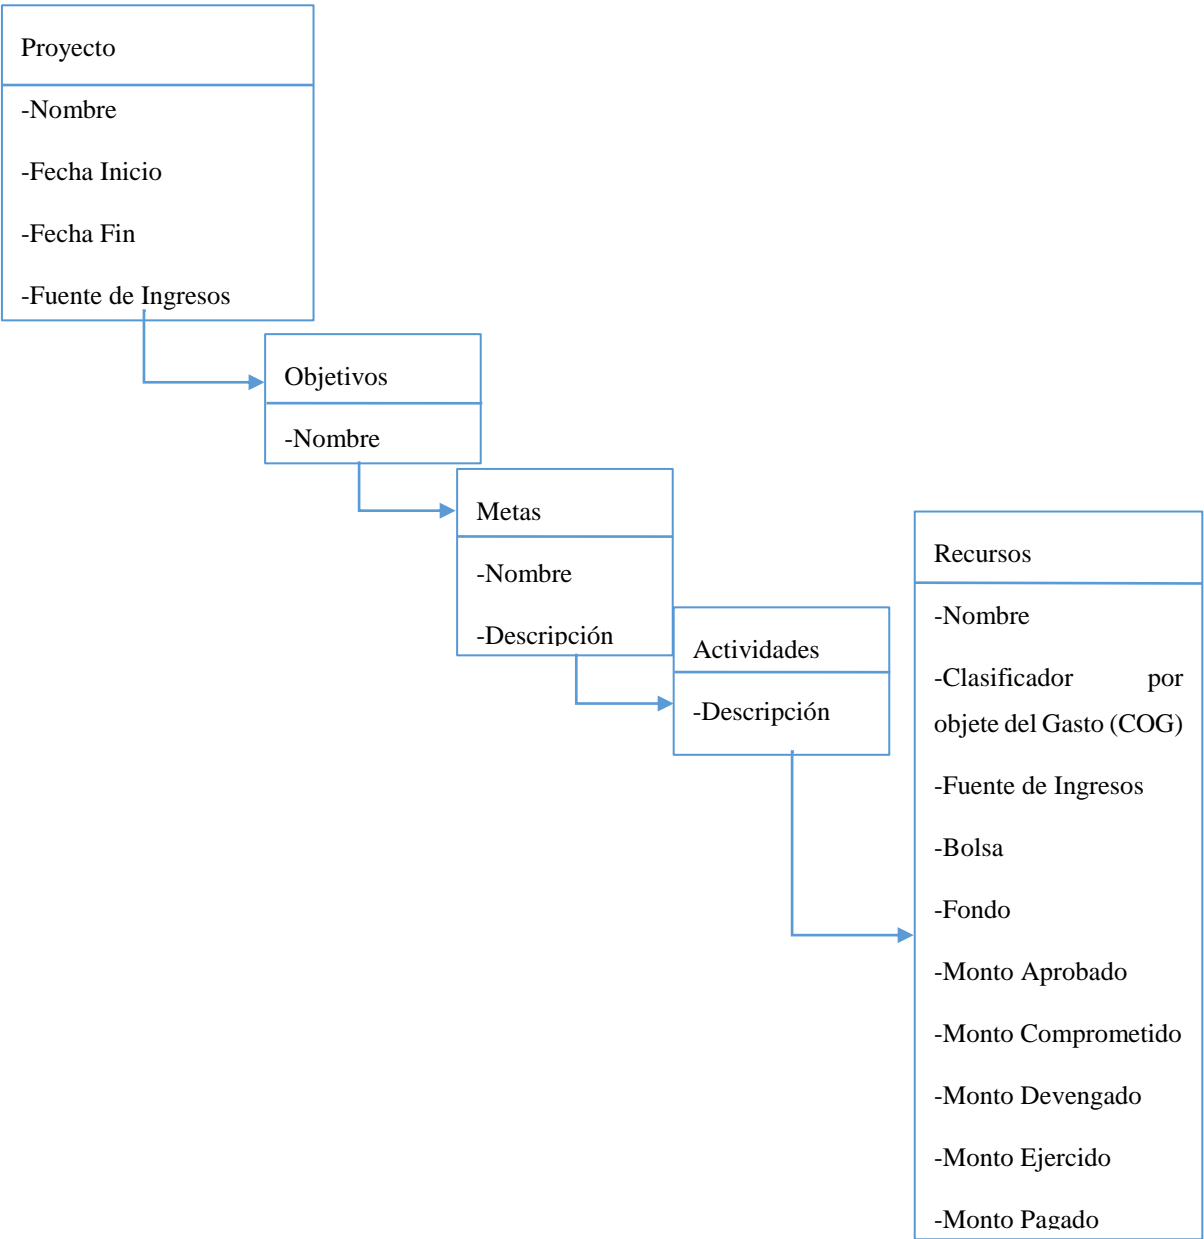 Proyecto
-Nombre
-Fecha Inicio
-Fecha Fin
-Fuente de Ingresos
Objetivos
-Nombre
Metas
-Nombre
-Descripción
Actividades
-Descripción
Recursos
-Nombre
-Clasificador por
objete del Gasto (COG)
-Fuente de Ingresos
-Bolsa
-Fondo
-Monto Aprobado
-Monto Comprometido
-Monto Devengado
-Monto Ejercido
-Monto Pagado